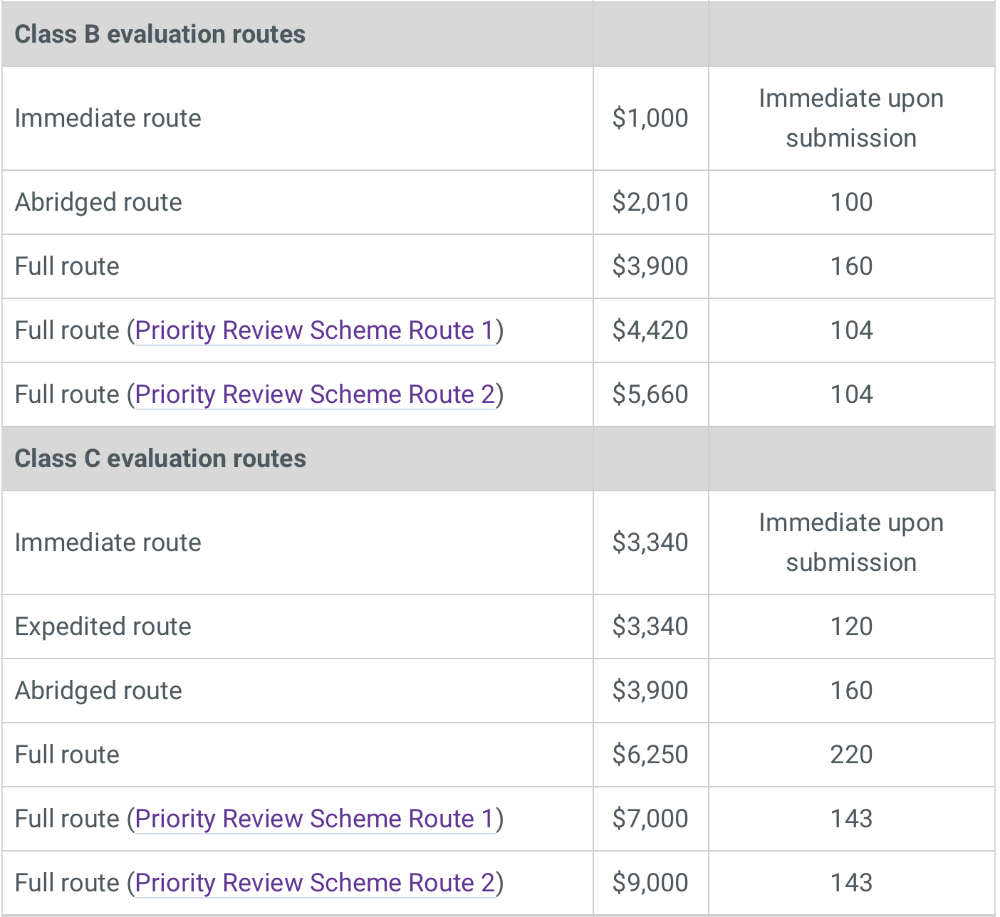 Class B evaluation routes
Immediate route $1,000 Immediate upon
submission
Abridged route $2,010 100
Full route $3,900 160
Full route (Priority Review Scheme Route 1) $4,420 104
Full route (Priority Review Scheme Route 2) $5,660 104
Class C evaluation routes
Immediate route $3,340 Immediate upon
submission
Expedited route $3,340 120
Abridged route $3,900 160
Full route $6,250 220
Full route (Priority Review Scheme Route 1) $7,000 143
Full route (Priority Review Scheme Route 2) $9,000 143